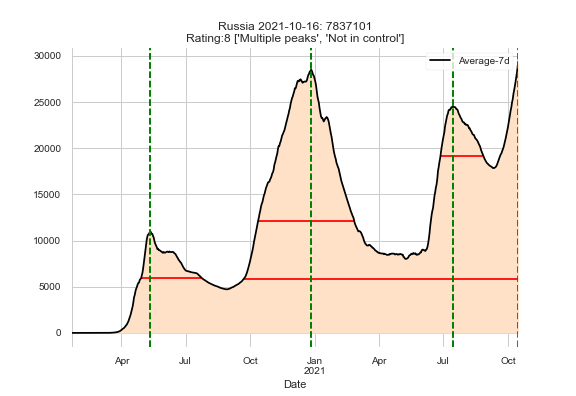 Russia 2021-10-16: 7837101
Rating:8 ['Multiple peaks', 'Not in control']
Average-7d
30000
25000
20000
15000
10000
5000
0
Apr Jul Oct Jan Apr Jul Oct
2021
Date